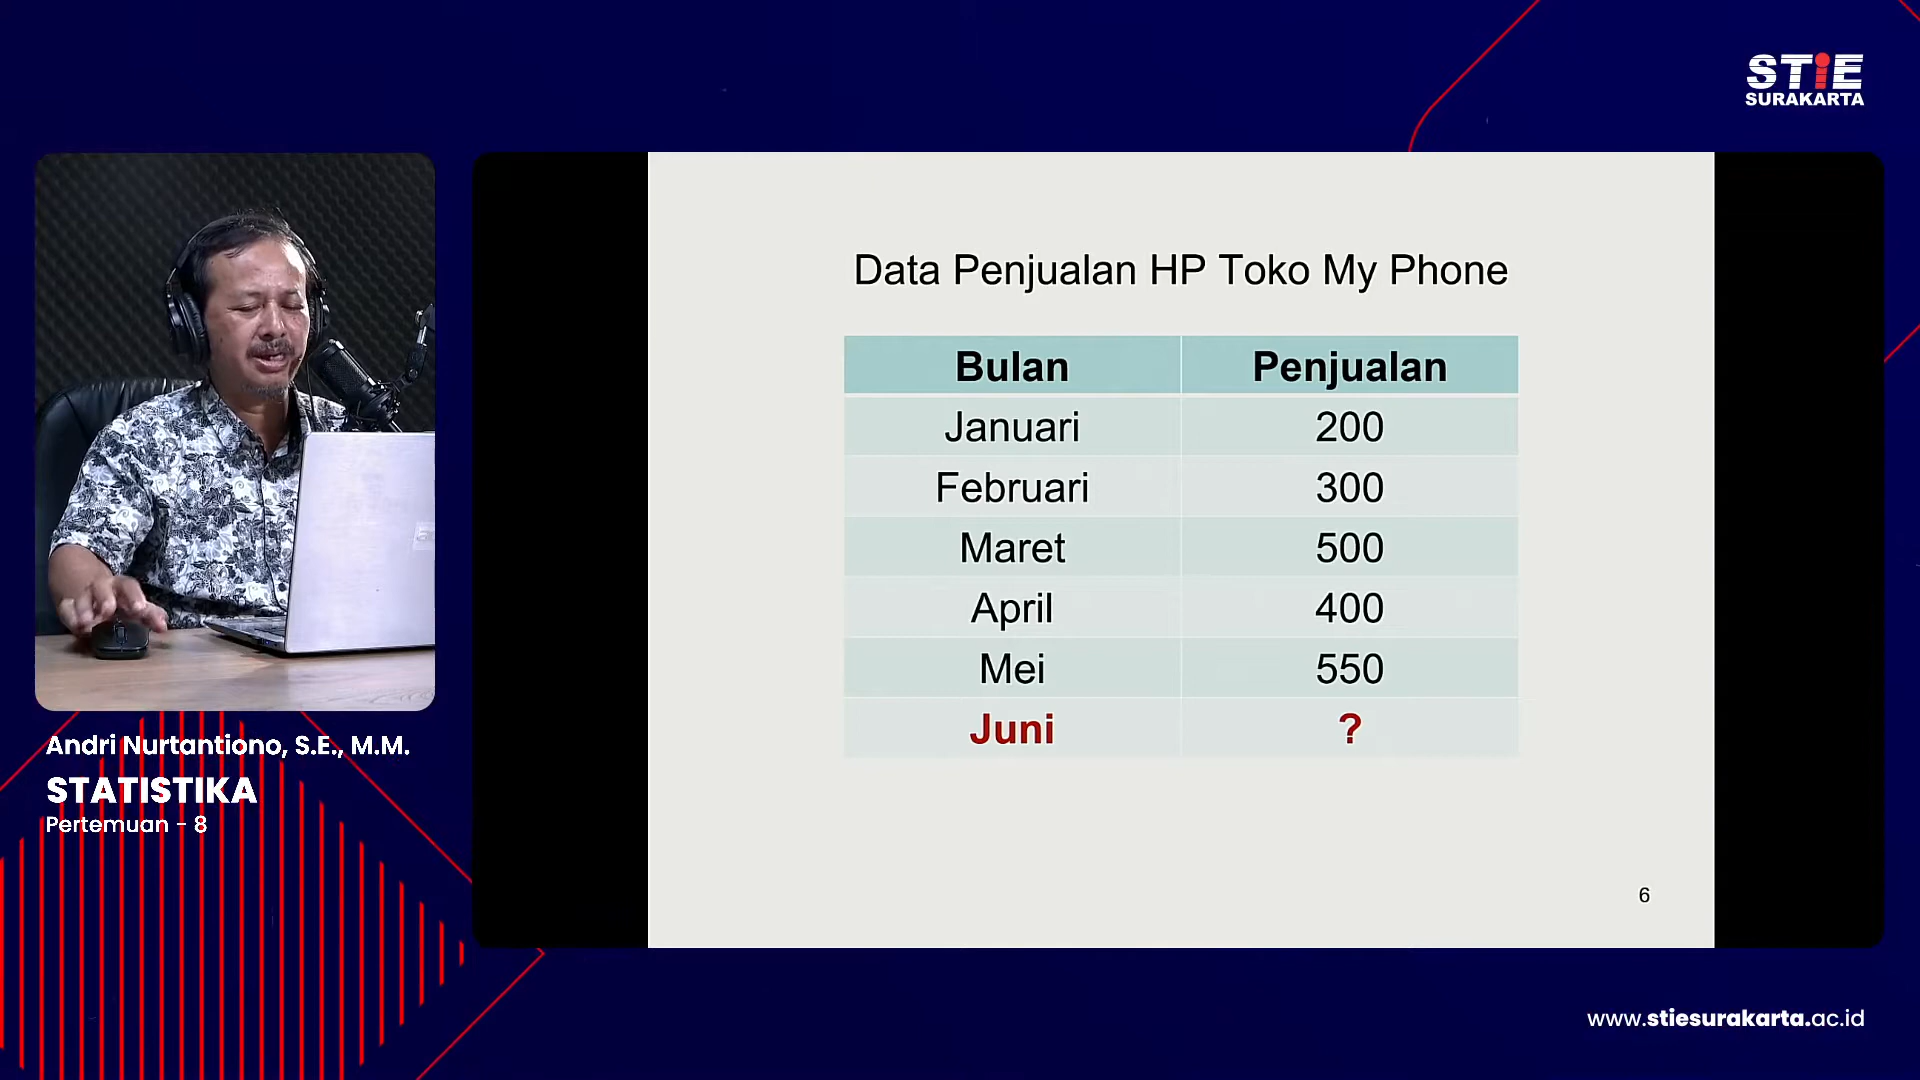 STiE
SURAKARTA
Data Penjualan HP Toko My Phone
Bulan Penjualan
Januari 200
Februari 300
Maret 500
April 400
Mei 550
Juni ?
6
Andri Nurtantiono, S.E., M.M.
STATISTIKA
Pertemuan - 8
www.stiesurakarta.ac.id